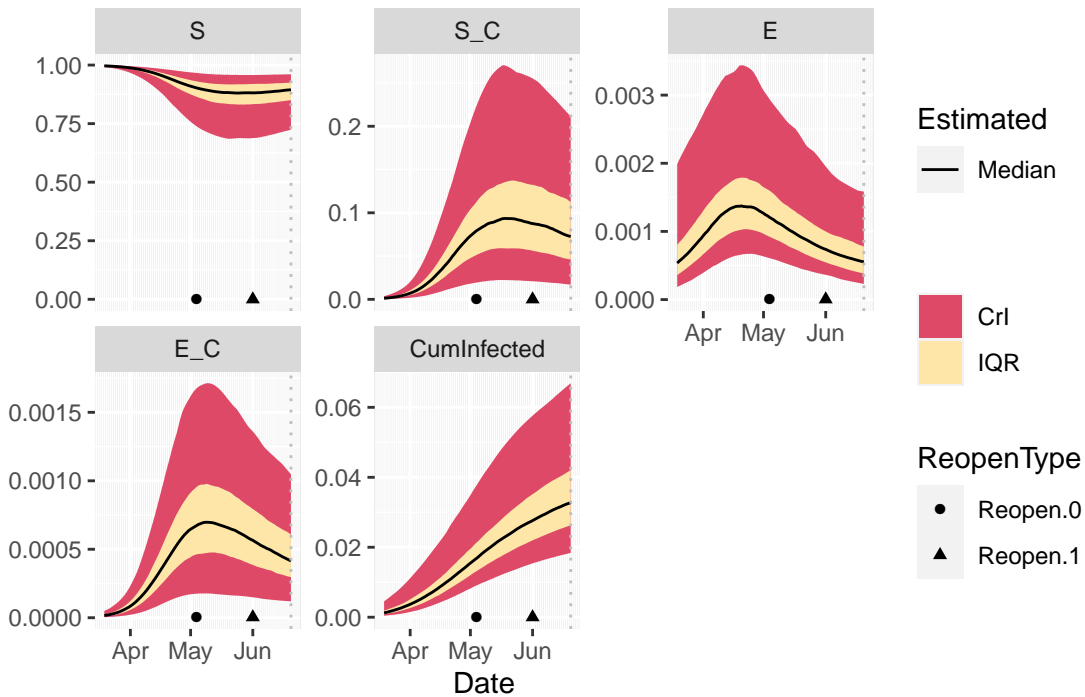 S
S_C
E
1.00
0.75
0.50
0.25
0.00
0.2
0.1
0.0
0.003
0.002
0.001
0.000
Apr May Jun
E_C
CumInfected
0.0015
0.0010
0.0005
0.0000
Apr May Jun
0.06
0.04
0.02
0.00
Apr May Jun
Date
Estimated
Median
CrI
IQR
ReopenType
Reopen.0
Reopen.1